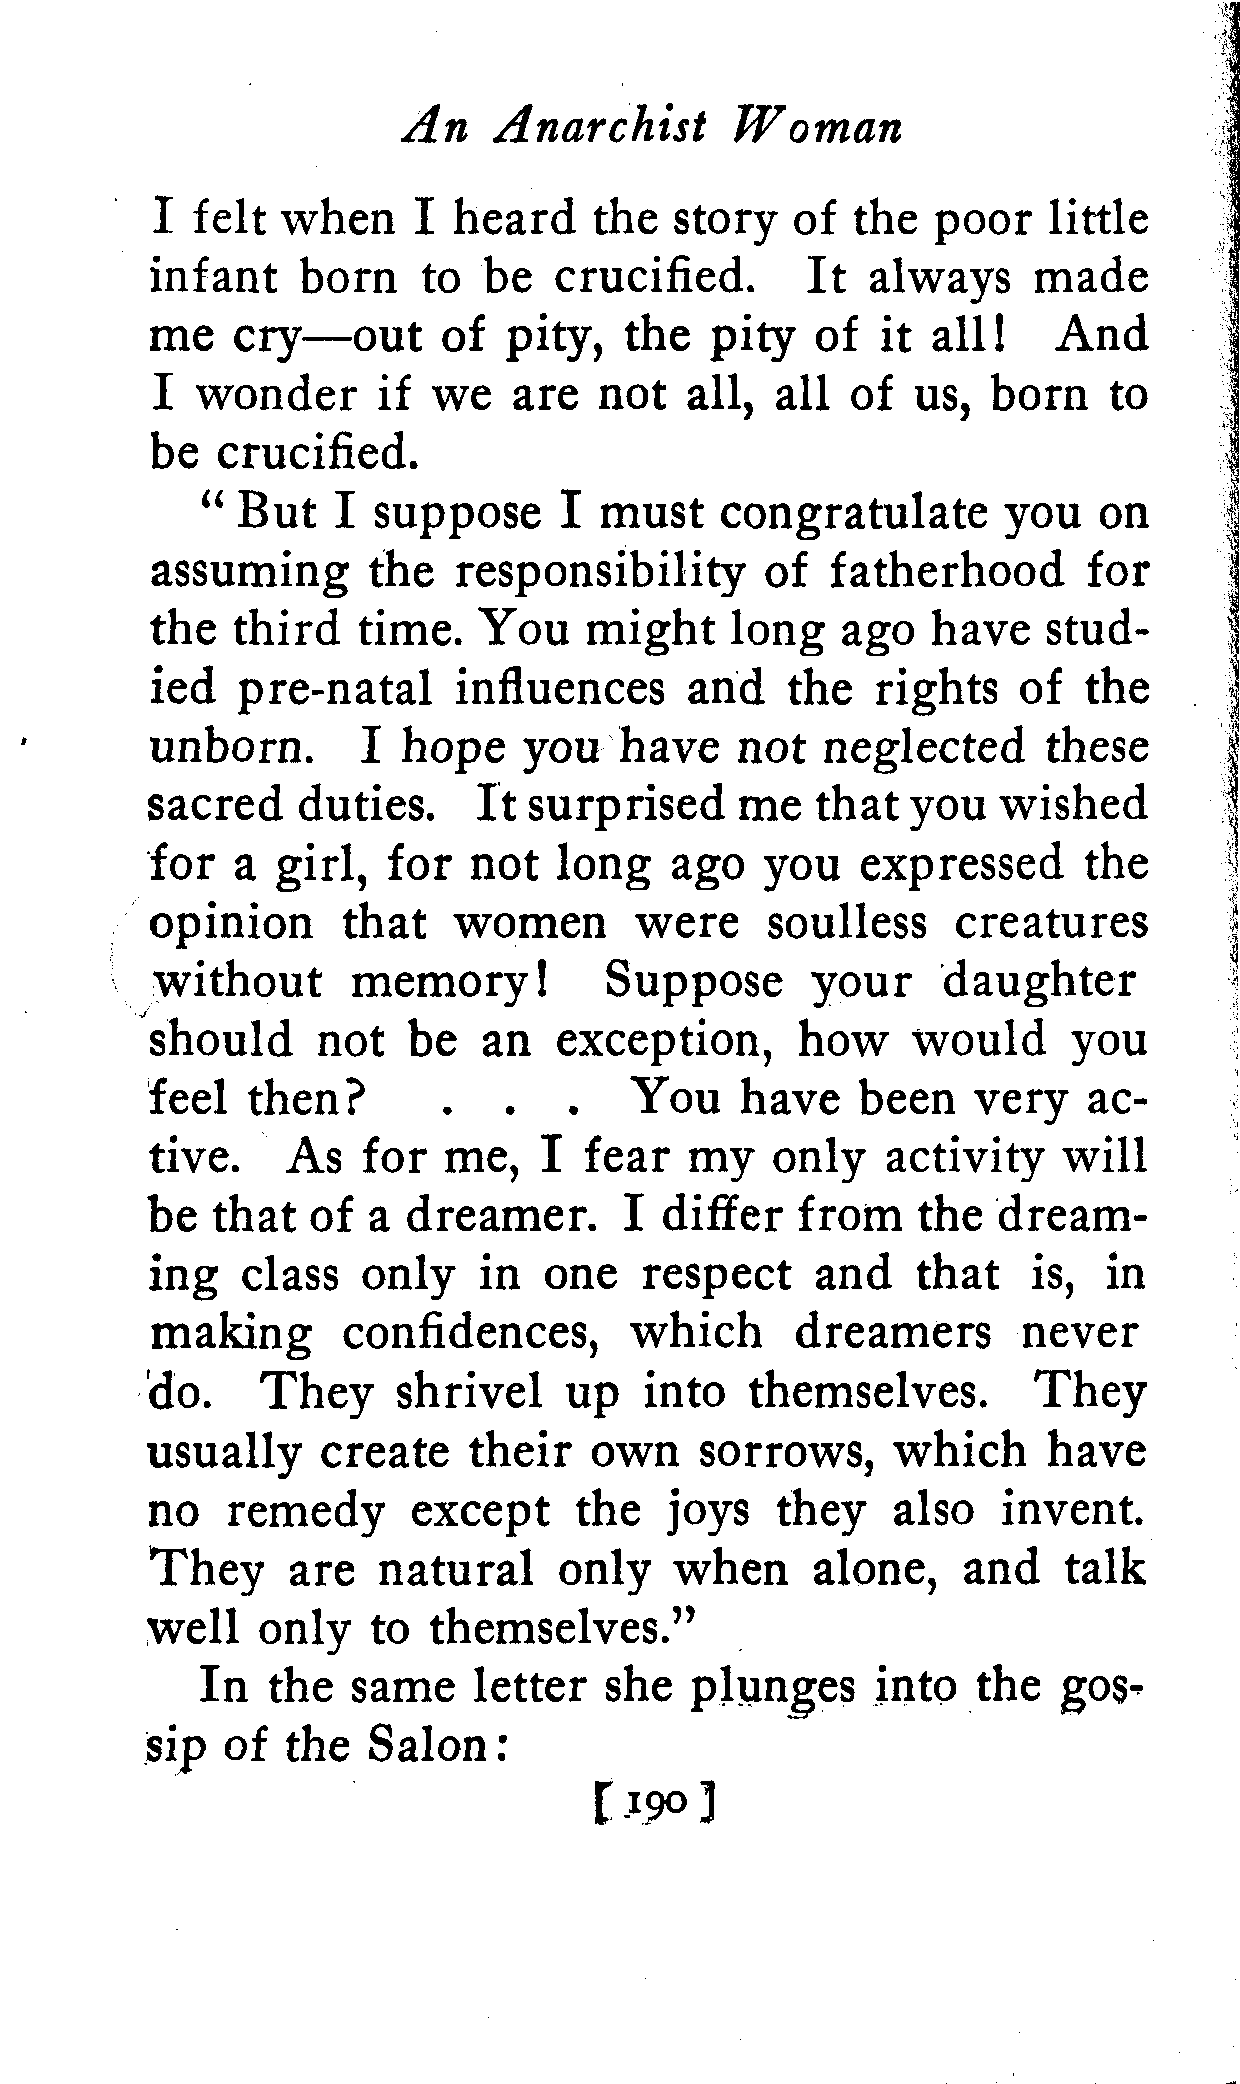 An Anarchist Woman
I felt when I heard the story of the poor little
infant born to be crucified. It always made
me cry—out of pity, the pity of it all! And
I wonder if we are not all, all of us, born to
be crucified.
“ But I suppose I must congratulate you on
assuming the responsibility of fatherhood for
the third time. You might long ago have stud-
ied pre-natal influences and the rights of the
unborn. I hope you have not neglected these
sacred duties. It surprised me that you wished
for a girl, for not long ago you expressed the
opinion that women were soulless creatures
without memory! Suppose your daughter
should not be an exception, how would you
feel then? . . . You have been very ac-
tive. As for me, I fear my only activity will
be that of a dreamer. I differ from the dream-
ing class only in one respect and that is, in
making confidences, which dreamers never
do. They shrivel up into themselves. They
usually create their own sorrows, which have
no remedy except the joys they also invent.
They are natural only when alone, and talk
well only to themselves.”
In the same letter she plunges into the gos-
sip of the Salon:
[ 190 ]